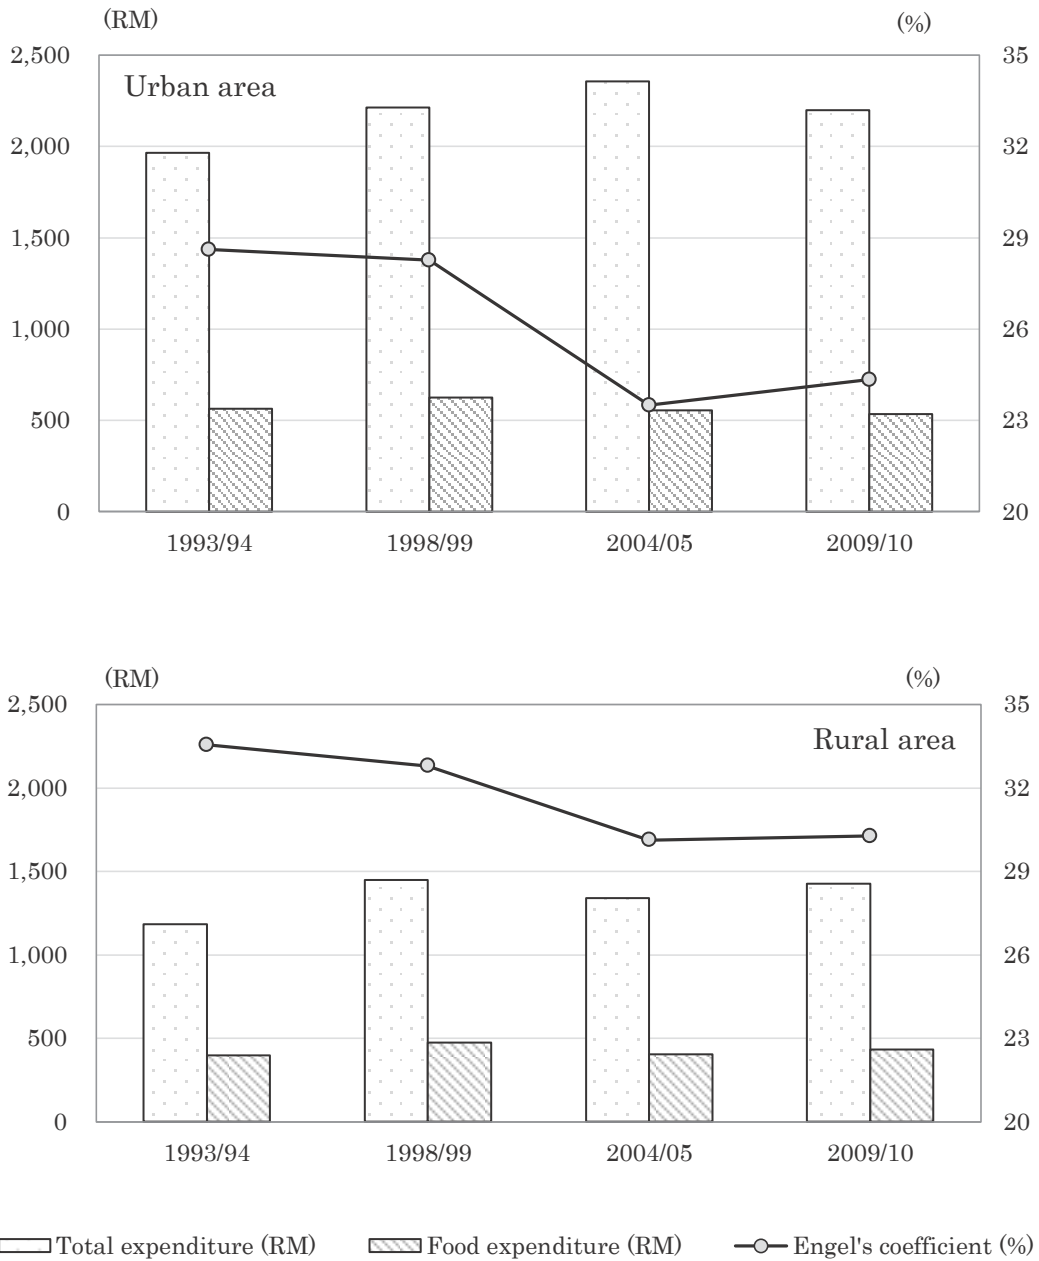 (RM) (%)
2,500 35
Urban area
2,000 32
1,500 29
1,000 26
500 23
0 20
1993/94 1998/99 2004/05 2009/10
(RM) (%)
2,500 35
Rural area
2,000 32
1,500 29
1,000 26
500 23
0 20
1993/94 1998/99 2004/05 2009/10
Total expenditure (RM) Food expenditure (RM) Engel's coefficient (%)